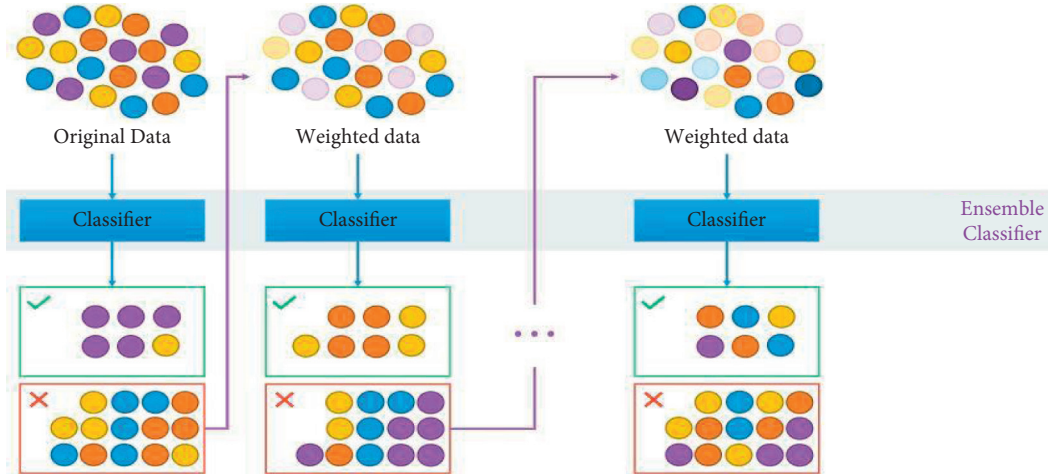 Original Data
Weighted data
Weighted data
Classifier
Classifier
Classifier
Ensemble
Classifier